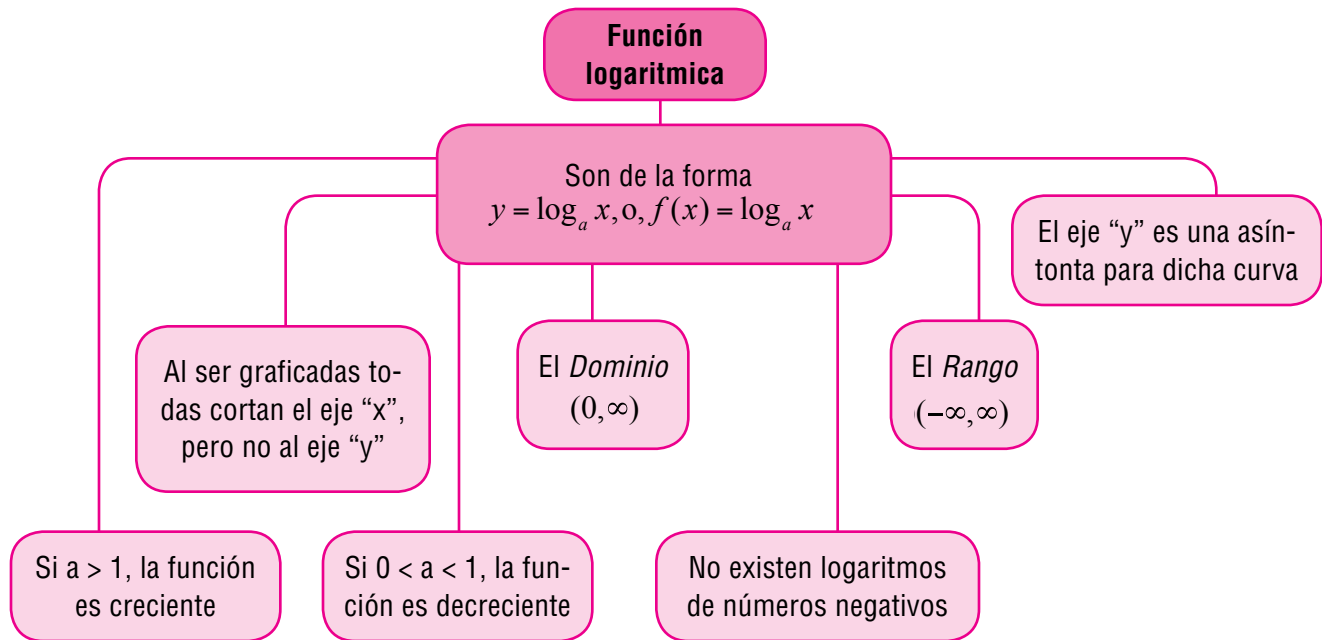 Función
logaritmica
Son de la forma
y = logₐ x, o, f(x) = logₐ x
El eje “y” es una asín-
tonta para dicha curva
Al ser graficadas to-
das cortan el eje “x”,
pero no al eje “y”
El Dominio
(0,∞)
El Rango
(−∞,∞)
Si a > 1, la función
es creciente
Si 0 < a < 1, la fun-
ción es decreciente
No existen logaritmos
de números negativos